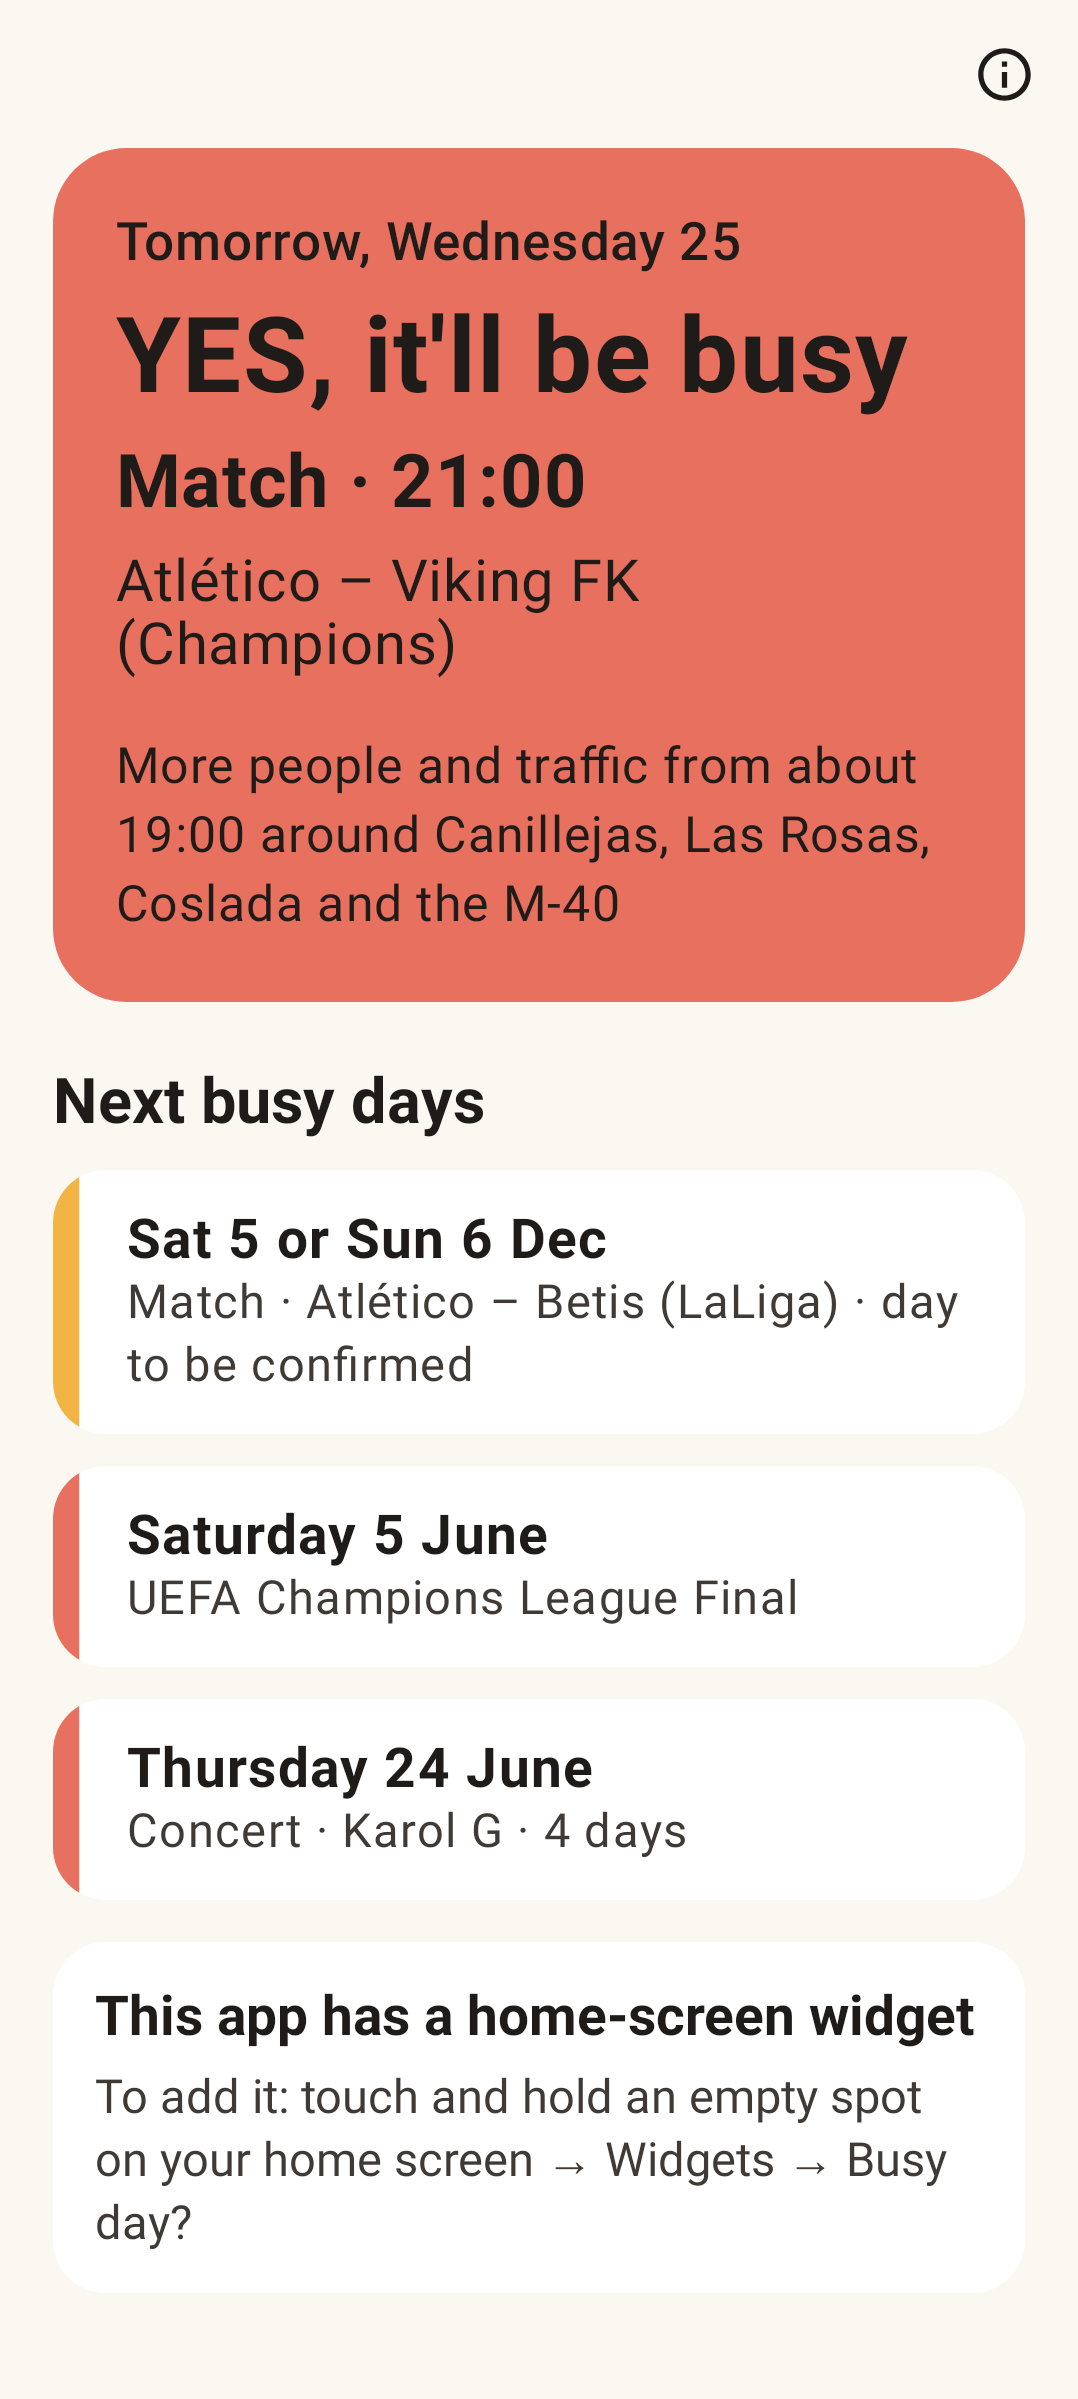 Tomorrow, Wednesday 25
YES, it'll be busy
Match · 21:00
Atlético – Viking FK
(Champions)
More people and traffic from about
19:00 around Canillejas, Las Rosas,
Coslada and the M-40
Next busy days
Sat 5 or Sun 6 Dec
Match · Atlético – Betis (LaLiga) · day
to be confirmed
Saturday 5 June
UEFA Champions League Final
Thursday 24 June
Concert · Karol G · 4 days
This app has a home-screen widget
To add it: touch and hold an empty spot
on your home screen → Widgets → Busy
day?